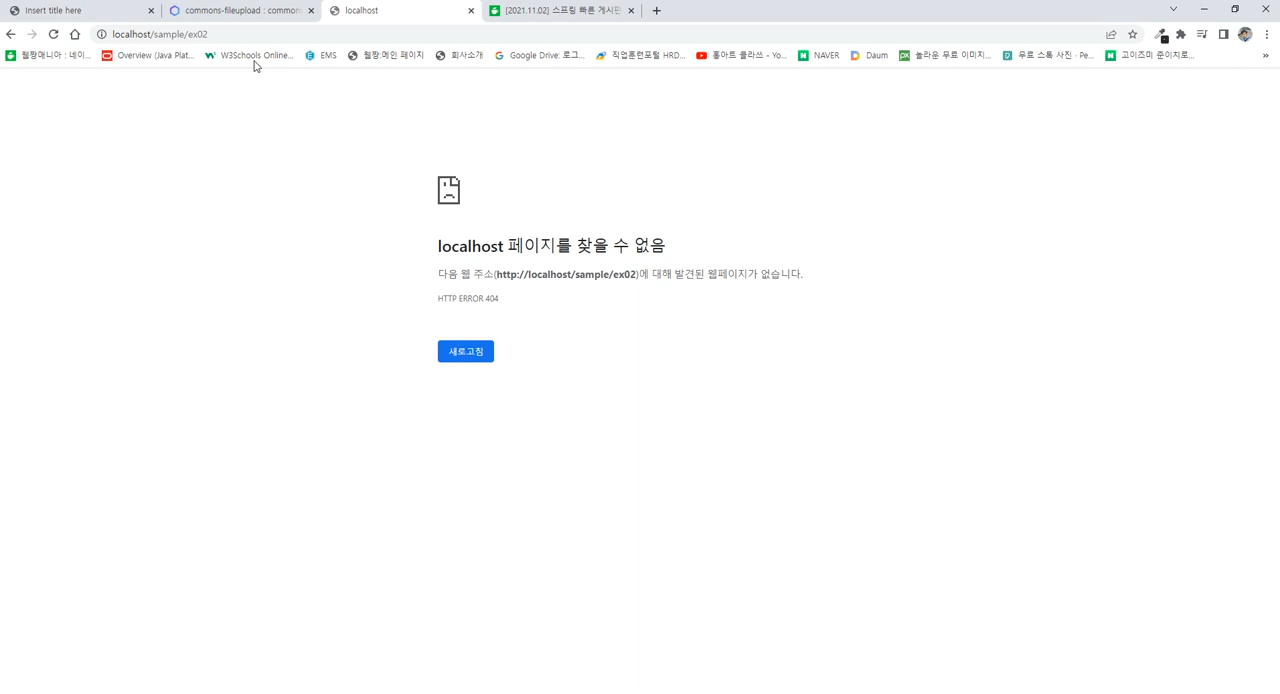 Insert title here
commons-fileupload : common
localhost
[2021.11.02] 스프링 빠른 게시판
localhost/sample/ex02
웹짱매니아 : 네이...
Overview (Java Plat...
W3Schools Online...
EMS
웹짱:메인 페이지
회사소개
Google Drive: 로그...
직업훈련포털 HRD...
홍아트 클라쓰 - Yo...
NAVER
Daum
놀라운 무료 이미지...
무료 스톡 사진 · Pe...
고이즈미 준이치로...
localhost 페이지를 찾을 수 없음
다음 웹 주소(http://localhost/sample/ex02)에 대해 발견된 웹페이지가 없습니다.
HTTP ERROR 404
새로고침